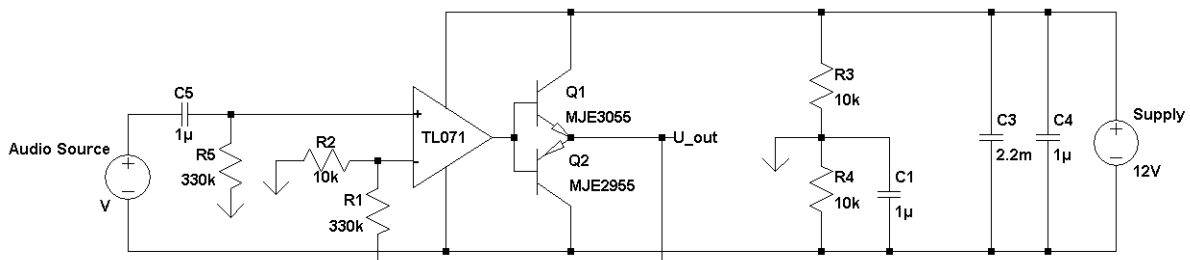 C5
1µ
Audio Source
V
R5
330k
R2
10k
R1
330k
+
-
TL071
Q1
MJE3055
U_out
Q2
MJE2955
R3
10k
R4
10k
C1
1µ
C3
2.2m
C4
1µ
Supply
12V